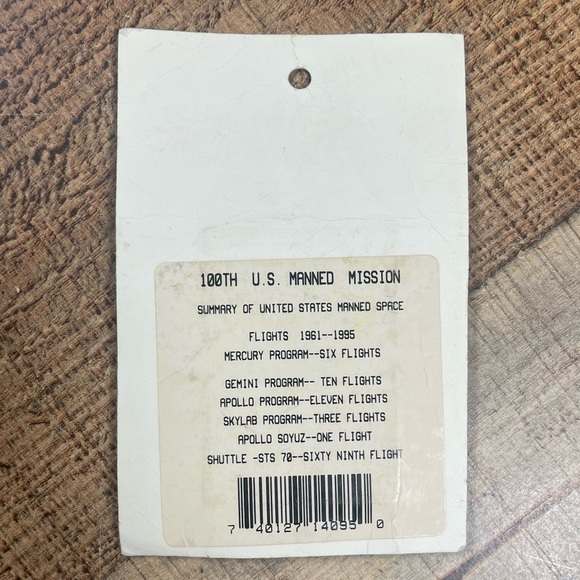 100TH U.S. MANNED MISSION
SUMMARY OF UNITED STATES MANNED SPACE
FLIGHTS 1961--1995
MERCURY PROGRAM--SIX FLIGHTS
GEMINI PROGRAM-- TEN FLIGHTS
APOLLO PROGRAM--ELEVEN FLIGHTS
SKYLAB PROGRAM--THREE FLIGHTS
APOLLO SOYUZ--ONE FLIGHT
SHUTTLE -STS 70--SIXTY NINTH FLIGHT
7 40127 14095 0